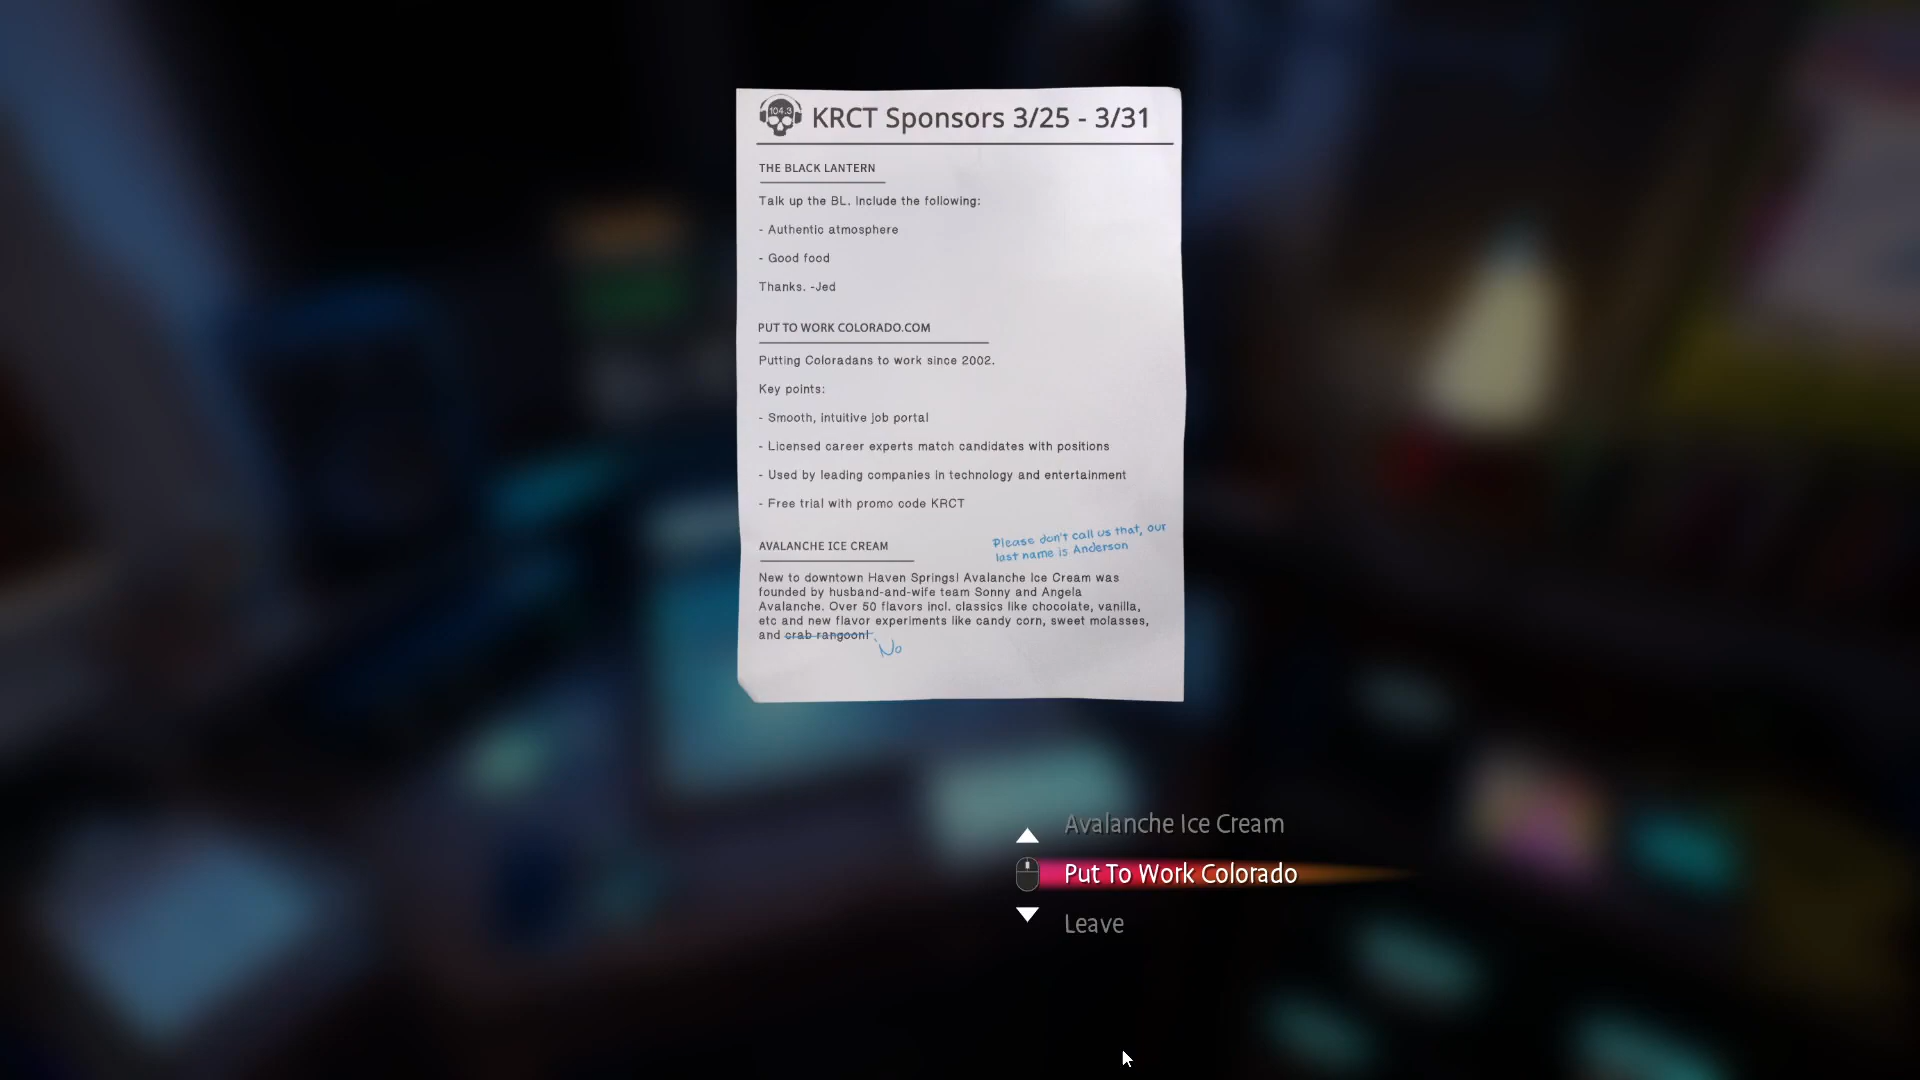 104.3
KRCT Sponsors 3/25 - 3/31
THE BLACK LANTERN
Talk up the BL. Include the following:
- Authentic atmosphere
- Good food
Thanks. -Jed
PUT TO WORK COLORADO.COM
Putting Coloradans to work since 2002.
Key points:
- Smooth, intuitive job portal
- Licensed career experts match candidates with positions
- Used by leading companies in technology and entertainment
- Free trial with promo code KRCT
Please don't call us that, our
last name is Anderson
AVALANCHE ICE CREAM
New to downtown Haven Springs! Avalanche Ice Cream was
founded by husband-and-wife team Sonny and Angela
Avalanche. Over 50 flavors incl. classics like chocolate, vanilla,
etc and new flavor experiments like candy corn, sweet molasses,
and crab rangoon!
No
Avalanche Ice Cream
Put To Work Colorado
Leave